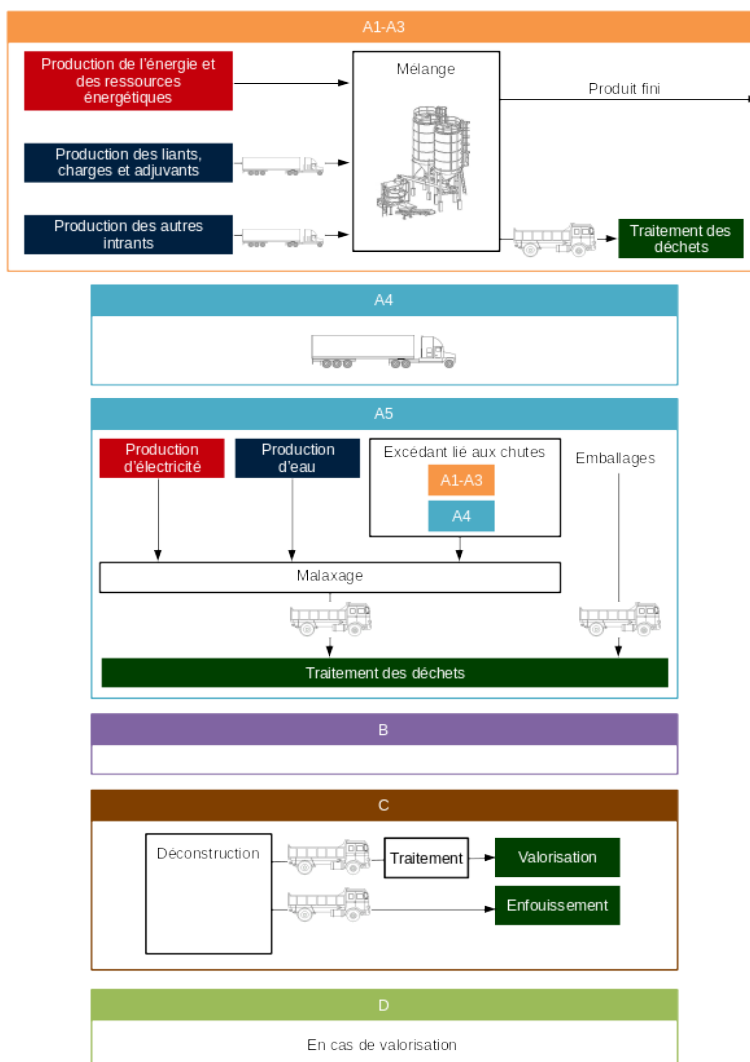 A1-A3
Production de l'énergie et
des ressources
énergétiques
Mélange
Produit fini
Production des liants,
charges et adjuvants
Production des autres
intrants
Traitement des
déchets
A4
A5
Production
d'électricité
Production
d'eau
Excédant lié aux chutes
A1-A3
A4
Emballages
Malaxage
Traitement des déchets
B
C
Déconstruction
Traitement
Valorisation
Enfouissement
D
En cas de valorisation